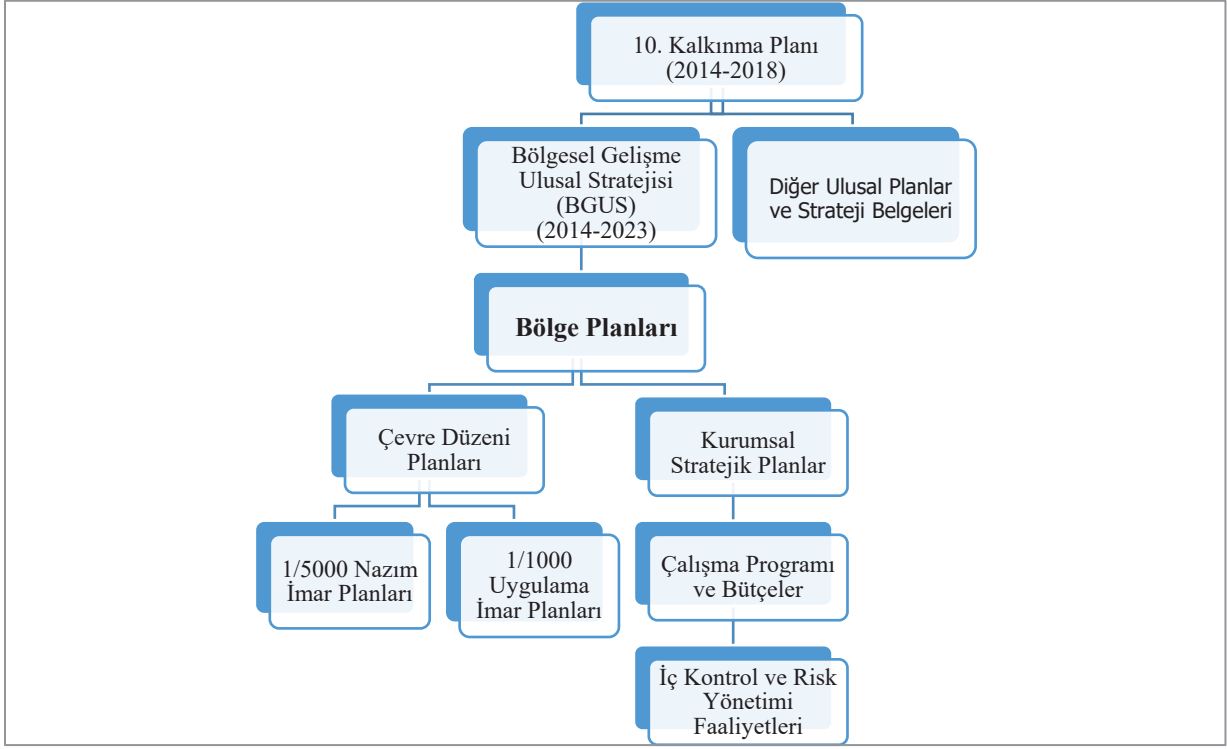 10. Kalkınma Planı
(2014-2018)
Bölgesel Gelişme
Ulusal Stratejisi
(BGUS)
(2014-2023)
Diğer Ulusal Planlar
ve Strateji Belgeleri
Bölge Planları
Çevre Düzeni
Planları
Kurumsal
Stratejik Planlar
1/5000 Nazım
İmar Planları
1/1000
Uygulama
İmar Planları
Çalışma Programı
ve Bütçeler
İç Kontrol ve Risk
Yönetimi
Faaliyetleri